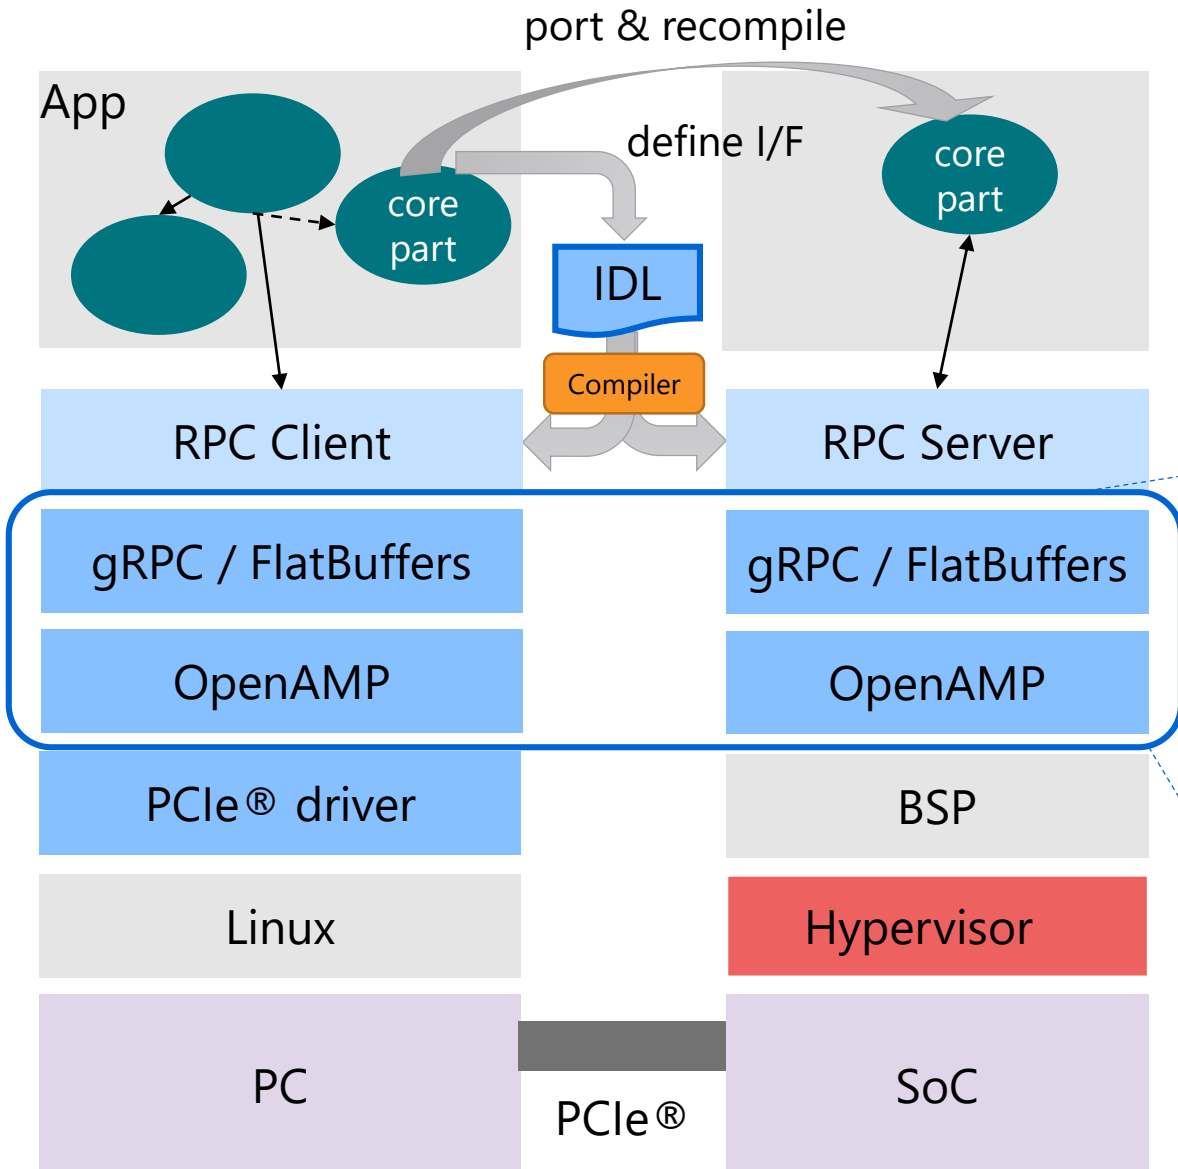 port & recompile
App
define I/F
core
part
core
part
IDL
Compiler
RPC Client
RPC Server
gRPC / FlatBuffers
gRPC / FlatBuffers
OpenAMP
OpenAMP
PCIe® driver
BSP
Linux
Hypervisor
PC
SoC
PCIe®